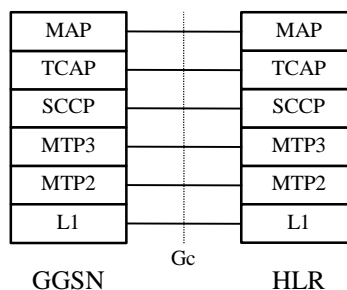 MAP MAP
TCAP TCAP
SCCP SCCP
MTP3 MTP3
MTP2 MTP2
L1 L1
Gc
GGSN HLR